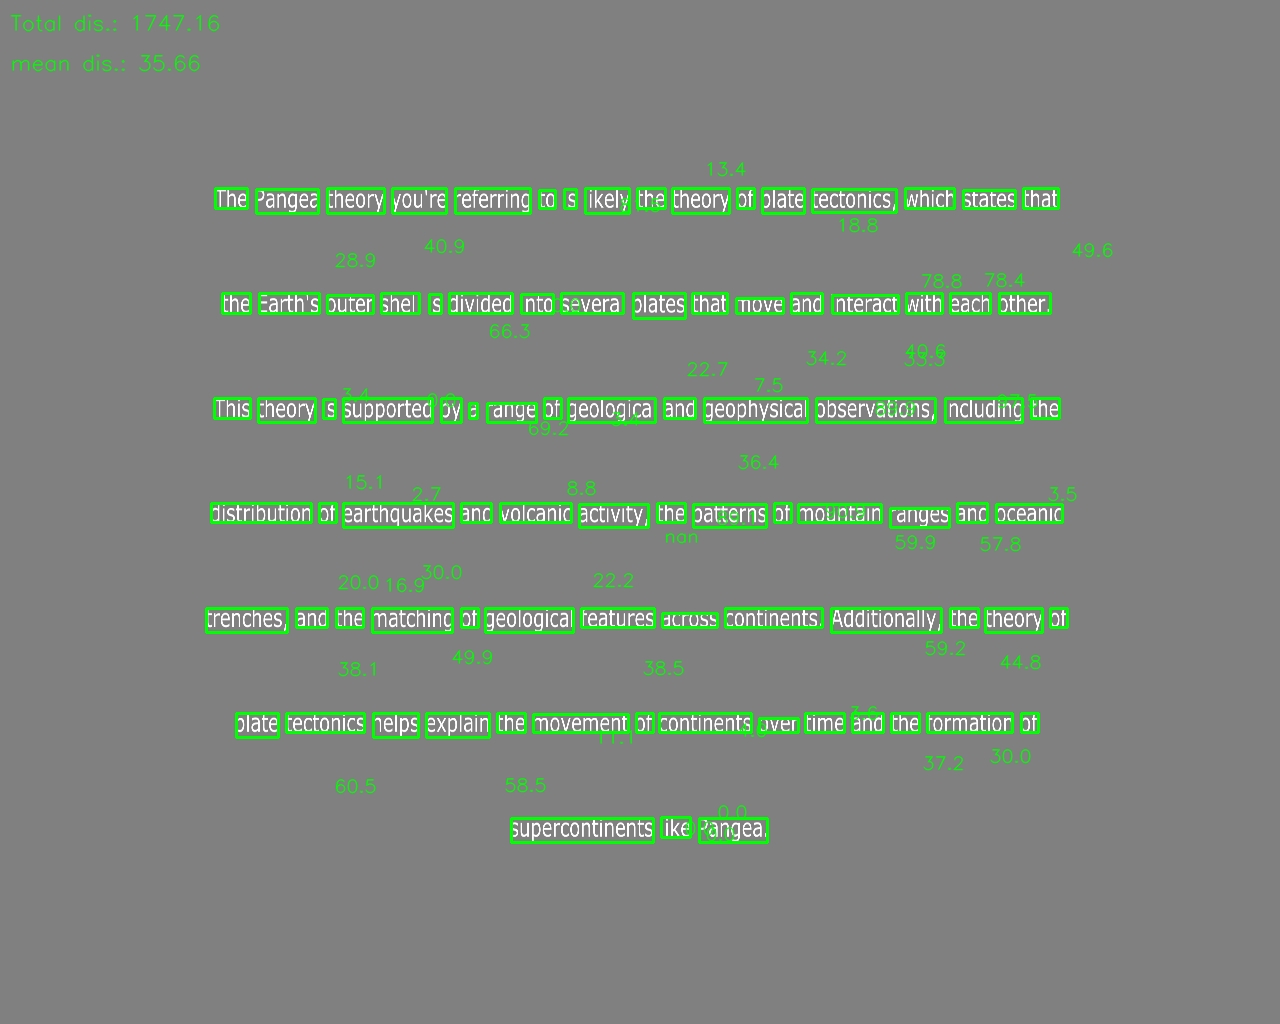 Total dis.: 1747.16
mean dis.: 35.66
13.4
The Pangea theory you're referring to is likely the theory of plate tectonics, which states that
18.8
40.9 49.6
28.9
78.8 78.4
the Earth's outer shell is divided into several plates that move and interact with each other.
66.3
34.2
22.7
7.5
This theory is supported by a range of geological and geophysical observations, including the
69.2
36.4
15.1 2.7 8.8 3.5
distribution of earthquakes and volcanic activity, the patterns of mountain ranges and oceanic
nan 59.9 57.8
20.0 16.9 30.0 22.2
trenches, and the matching of geological features across continents. Additionally, the theory of
49.9 59.2
38.1 38.5 44.8
plate tectonics helps explain the movement of continents over time and the formation of
11.1
37.2 30.0
60.5 58.5
0.0
supercontinents like Pangea.